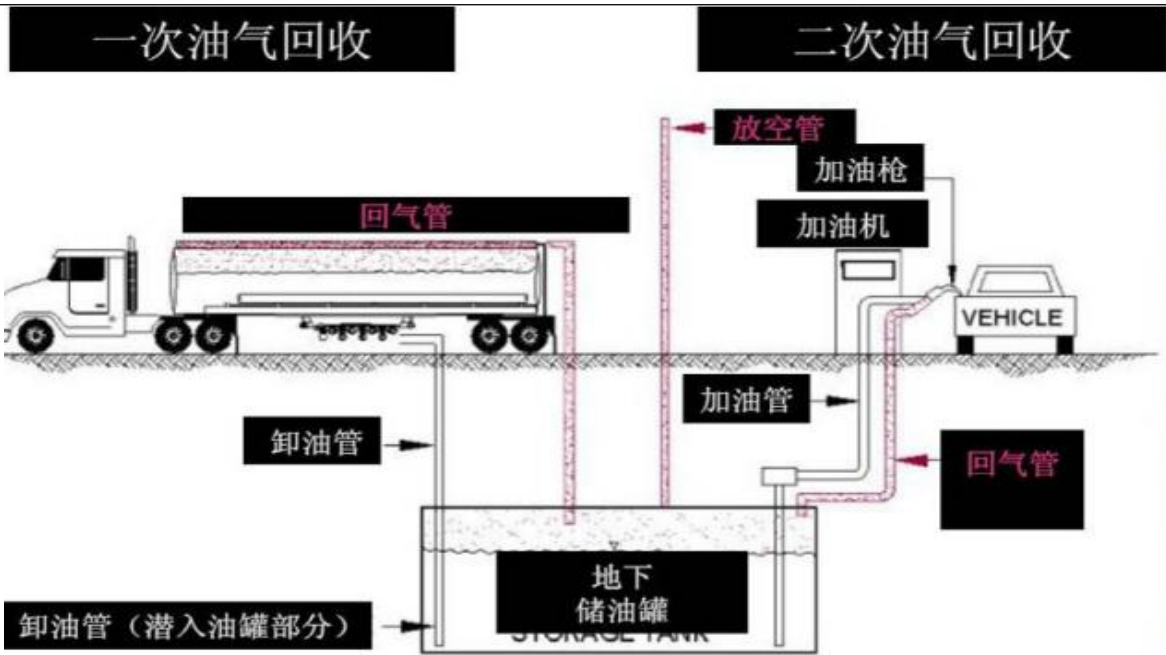 一次油气回收
二次油气回收
放空管
加油枪
回气管
加油机
VEHICLE
加油管
卸油管
回气管
地下
储油罐
STORAGE TANK
卸油管（潜入油罐部分）